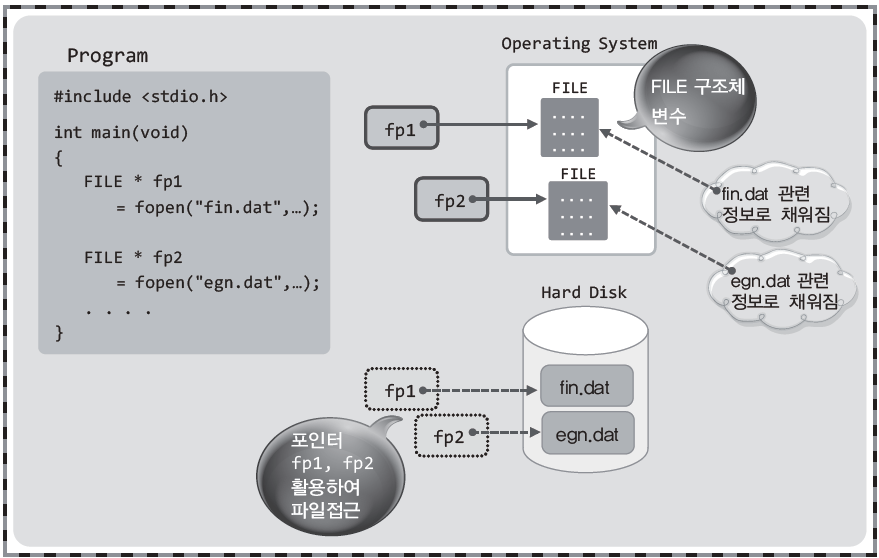 Program
#include <stdio.h>
int main(void)
{
FILE * fp1
= fopen("fin.dat",…);
FILE * fp2
= fopen("egn.dat",…);
. . . .
}
Operating System
FILE
fp1
FILE
fp2
FILE 구조체
변수
fin.dat 관련
정보로 채워짐
egn.dat 관련
정보로 채워짐
Hard Disk
fp1
fin.dat
fp2
egn.dat
포인터
fp1, fp2
활용하여
파일접근